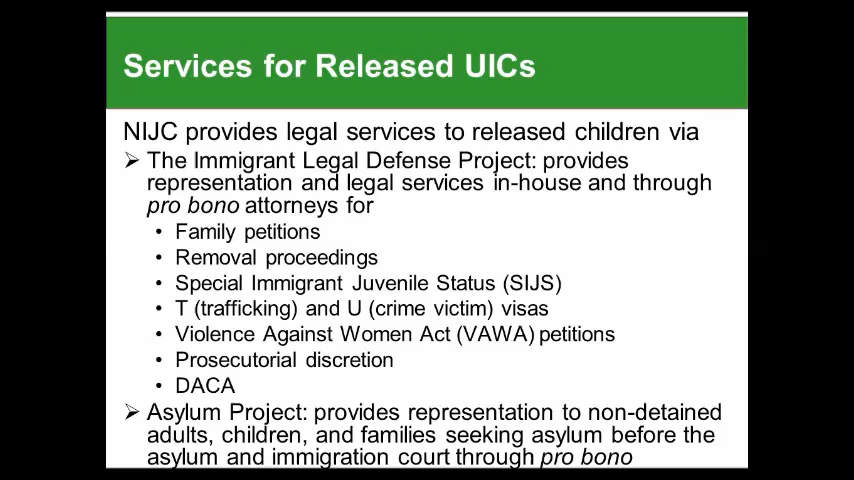 Services for Released UICs
NIJC provides legal services to released children via
➢ The Immigrant Legal Defense Project: provides
representation and legal services in-house and through
pro bono attorneys for
• Family petitions
• Removal proceedings
• Special Immigrant Juvenile Status (SIJS)
• T (trafficking) and U (crime victim) visas
• Violence Against Women Act (VAWA) petitions
• Prosecutorial discretion
• DACA
➢ Asylum Project: provides representation to non-detained
adults, children, and families seeking asylum before the
asylum and immigration court through pro bono